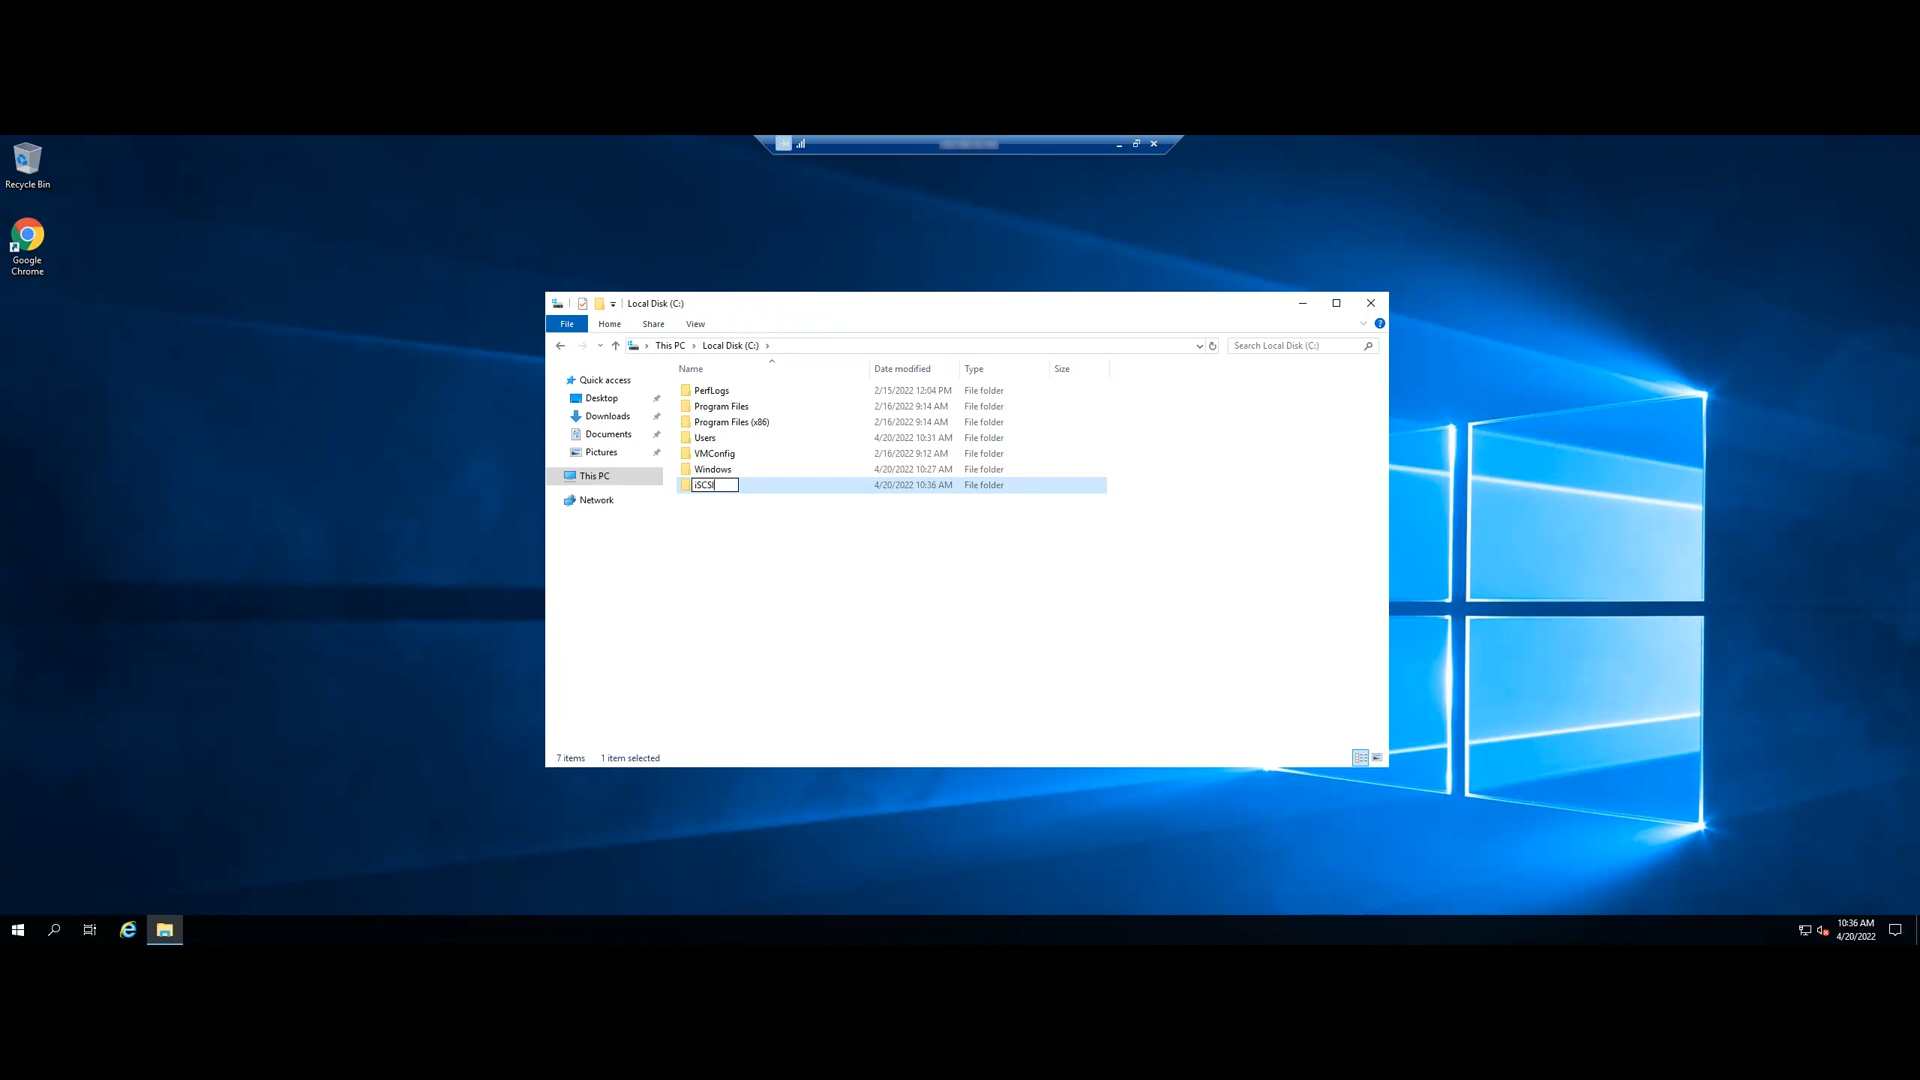 Recycle Bin
Google
Chrome
Local Disk (C:)
File Home Share View
This PC Local Disk (C:)
Search Local Disk (C:)
Name Date modified Type Size
Quick access
Desktop
Downloads
Documents
Pictures
This PC
Network
PerfLogs 2/15/2022 12:04 PM File folder
Program Files 2/16/2022 9:14 AM File folder
Program Files (x86) 2/16/2022 9:14 AM File folder
Users 4/20/2022 10:31 AM File folder
VMConfig 2/16/2022 9:12 AM File folder
Windows 4/20/2022 10:27 AM File folder
iSCSI 4/20/2022 10:36 AM File folder
7 items 1 item selected
10:36 AM
4/20/2022